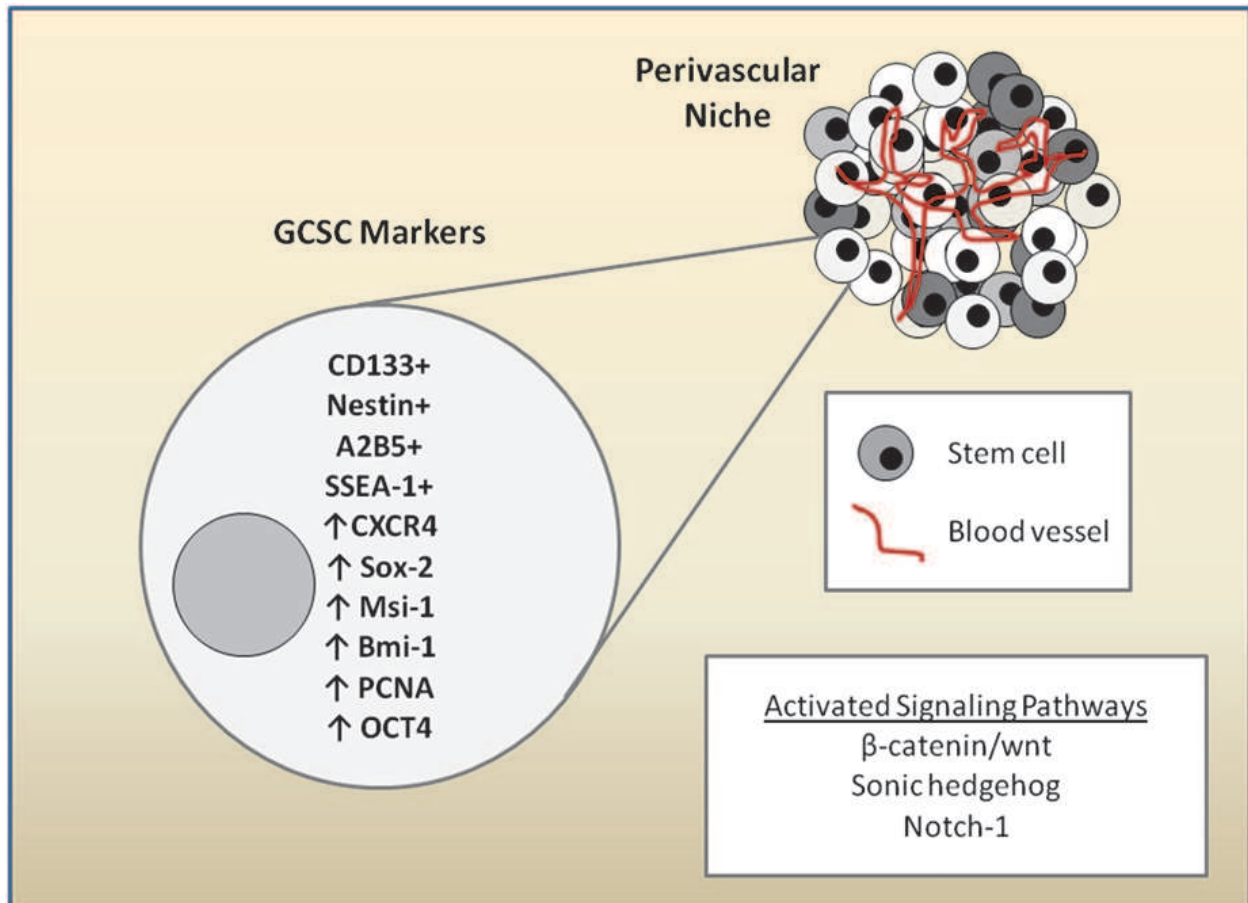 Perivascular
Niche
GCSC Markers
CD133+
Nestin+
A2B5+
SSEA-1+
↑CXCR4
↑ Sox-2
↑ Msi-1
↑ Bmi-1
↑ PCNA
↑ OCT4
Stem cell
Blood vessel
Activated Signaling Pathways
β-catenin/wnt
Sonic hedgehog
Notch-1